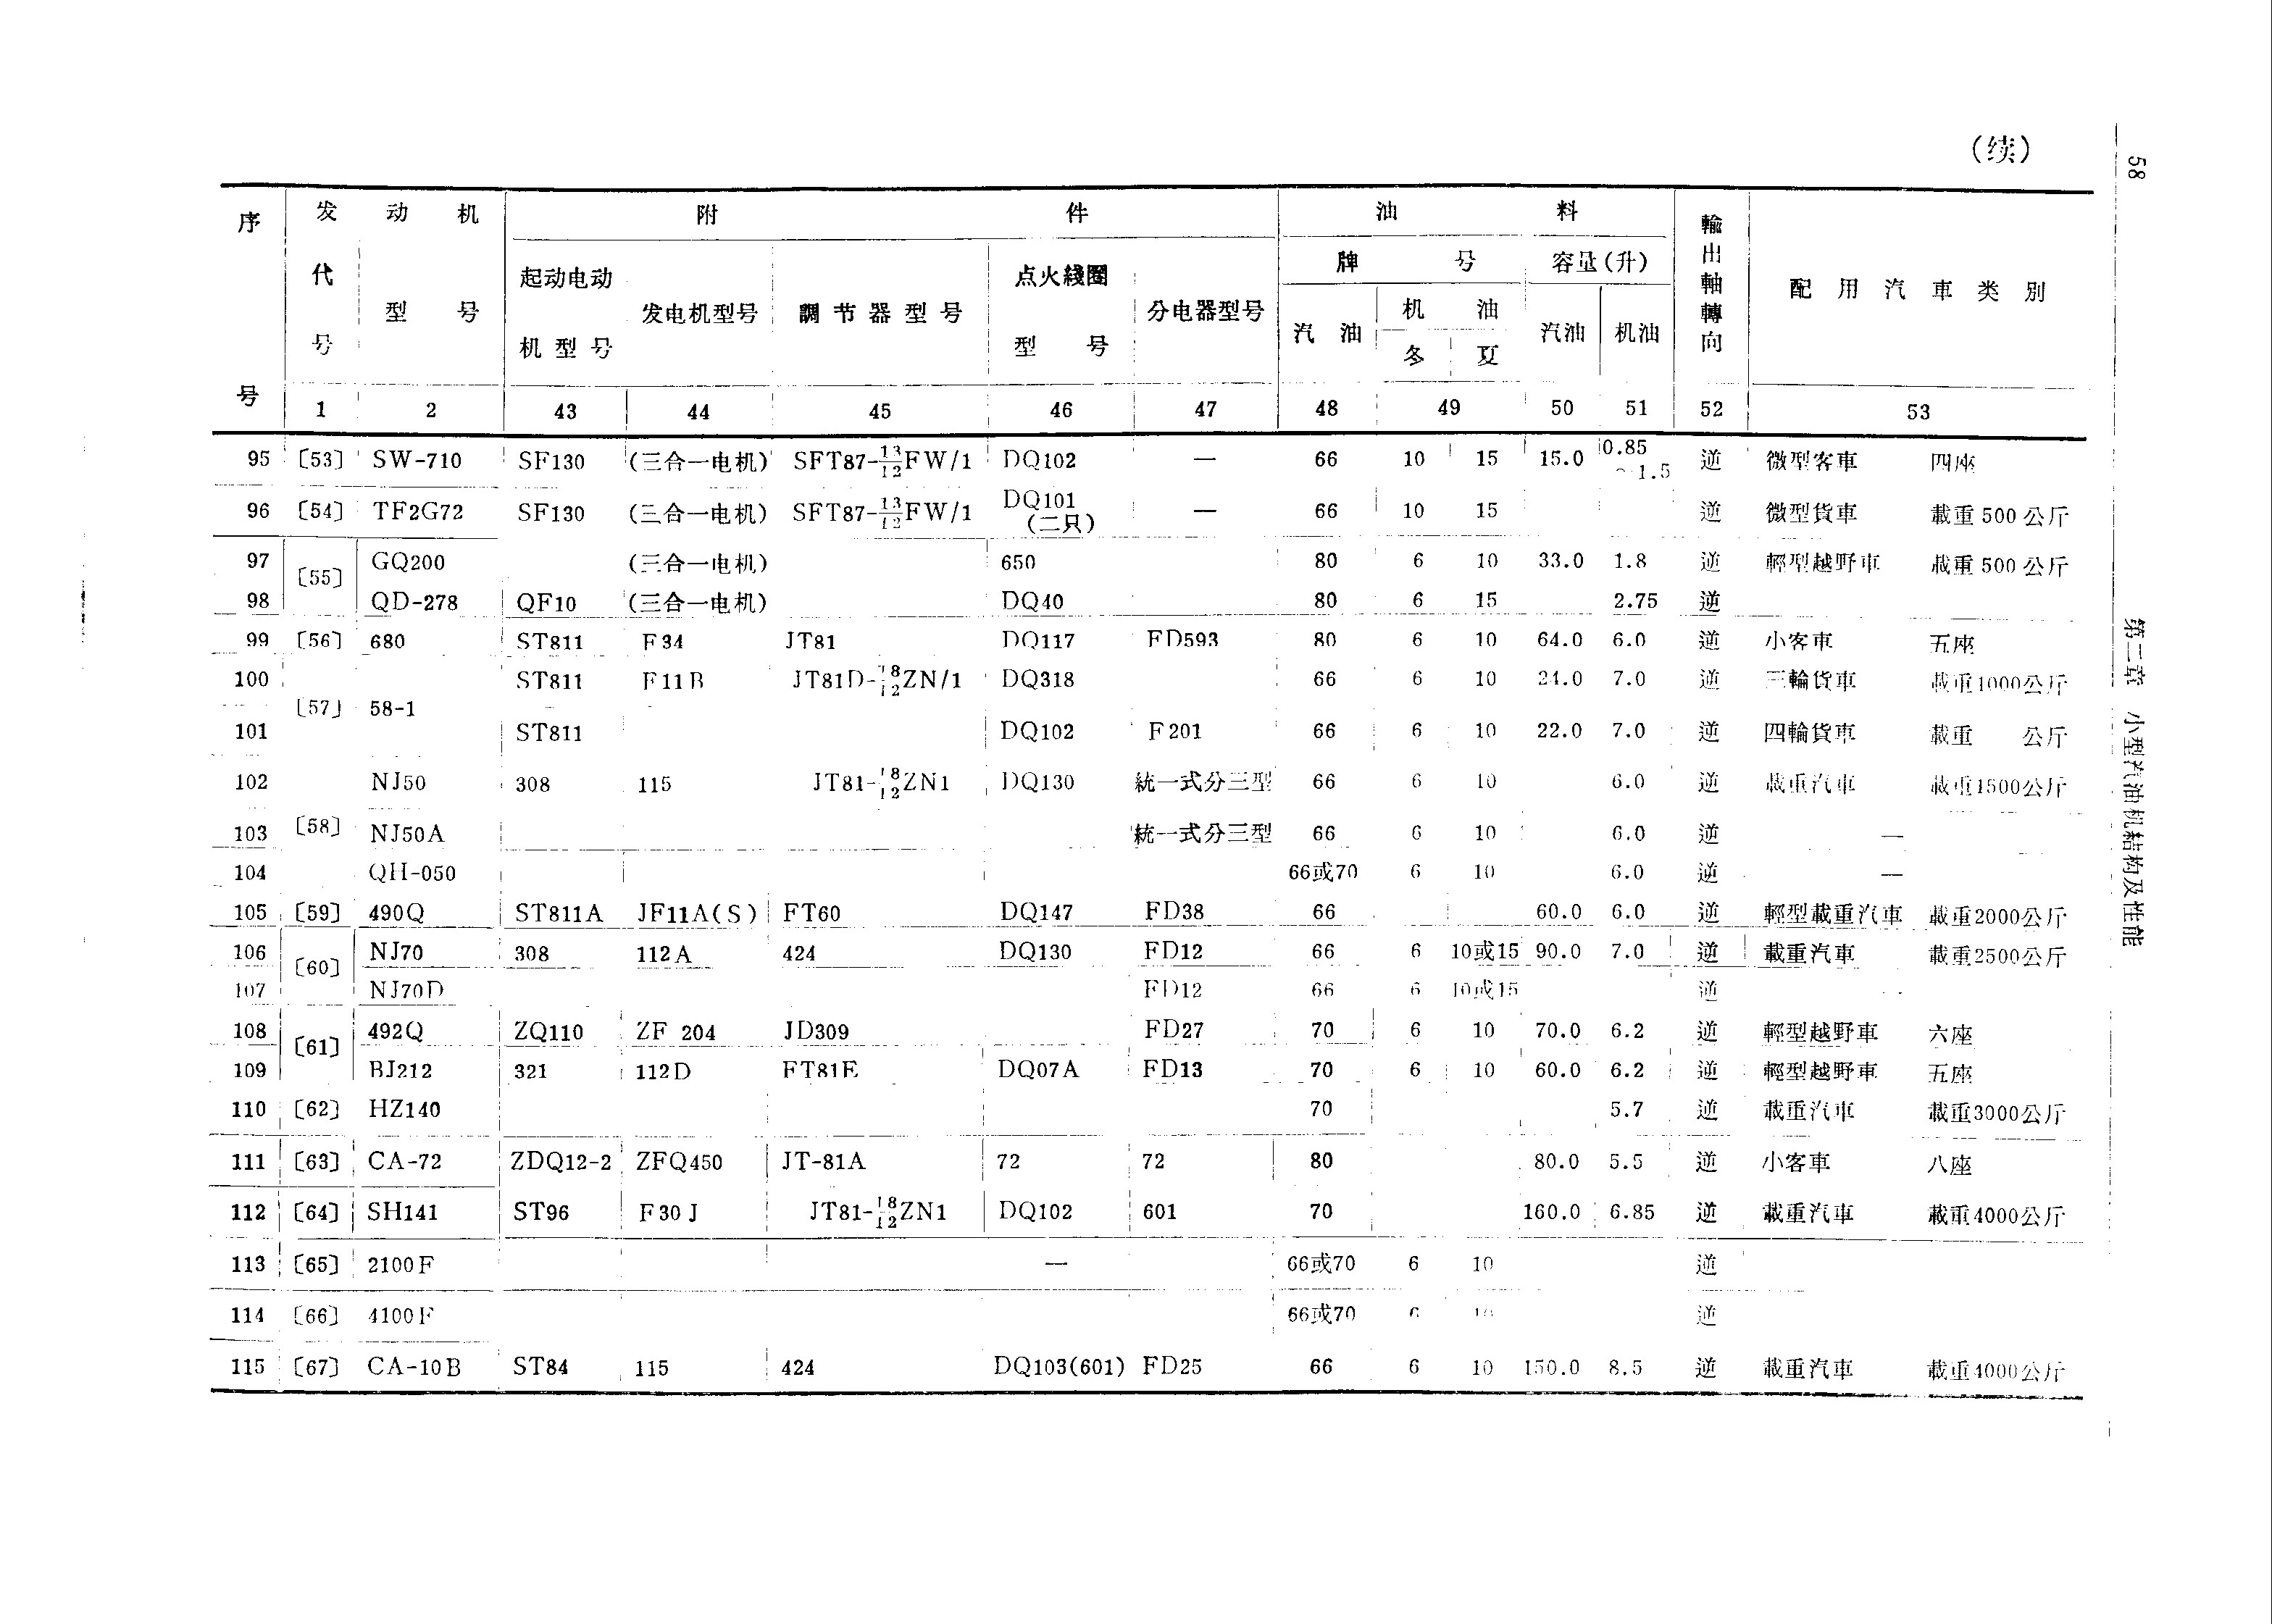 (续)
58
第二章 小型汽油机結构及性能
序号 发动机 附件 油料 輸出軸轉向 配用汽車类別
代号 型号 起动电动机型号 发电机型号 調节器型号 点火綫圈型号 分电器型号 牌号 容量(升)
汽油 机油 汽油 机油
冬 夏
1 2 43 44 45 46 47 48 49 50 51 52 53
95 〔53〕 SW-710 SF130 (三合一电机) SFT87-13/12FW/1 DQ102 — 66 10 15 15.0 0.85~1.5 逆 微型客車 四座
96 〔54〕 TF2G72 SF130 (三合一电机) SFT87-13/12FW/1 DQ101(二只) — 66 10 15 逆 微型貨車 載重500公斤
97 〔55〕 GQ200 (三合一电机) 650 80 6 10 33.0 1.8 逆 輕型越野車 載重500公斤
98 QD-278 QF10 (三合一电机) DQ40 80 6 15 2.75 逆
99 〔56〕 680 ST811 F34 JT81 DQ117 FD593 80 6 10 64.0 6.0 逆 小客車 五座
100 〔57〕 58-1 ST811 F11B JT81D-18/12ZN/1 DQ318 66 6 10 24.0 7.0 逆 三輪貨車 載重1000公斤
101 ST811 DQ102 F201 66 6 10 22.0 7.0 逆 四輪貨車 載重 公斤
102 〔58〕 NJ50 308 115 JT81-18/12ZN1 DQ130 統一式分三型 66 6 10 6.0 逆 載重汽車 載重1500公斤
103 NJ50A 統一式分三型 66 6 10 6.0 逆 —
104 QH-050 66或70 6 10 6.0 逆 —
105 〔59〕 490Q ST811A JF11A(S) FT60 DQ147 FD38 66 60.0 6.0 逆 輕型載重汽車 載重2000公斤
106 〔60〕 NJ70 308 112A 424 DQ130 FD12 66 6 10或15 90.0 7.0 逆 載重汽車 載重2500公斤
107 NJ70D FD12 66 6 10或15 逆
108 〔61〕 492Q ZQ110 ZF 204 JD309 FD27 70 6 10 70.0 6.2 逆 輕型越野車 六座
109 BJ212 321 112D FT81E DQ07A FD13 70 6 10 60.0 6.2 逆 輕型越野車 五座
110 〔62〕 HZ140 70 5.7 逆 載重汽車 載重3000公斤
111 〔63〕 CA-72 ZDQ12-2 ZFQ450 JT-81A 72 72 80 80.0 5.5 逆 小客車 八座
112 〔64〕 SH141 ST96 F30J JT81-18/12ZN1 DQ102 601 70 160.0 6.85 逆 載重汽車 載重4000公斤
113 〔65〕 2100F — 66或70 6 10 逆
114 〔66〕 4100F 66或70 6 逆
115 〔67〕 CA-10B ST84 115 424 DQ103(601) FD25 66 6 10 150.0 8.5 逆 載重汽車 載重4000公斤